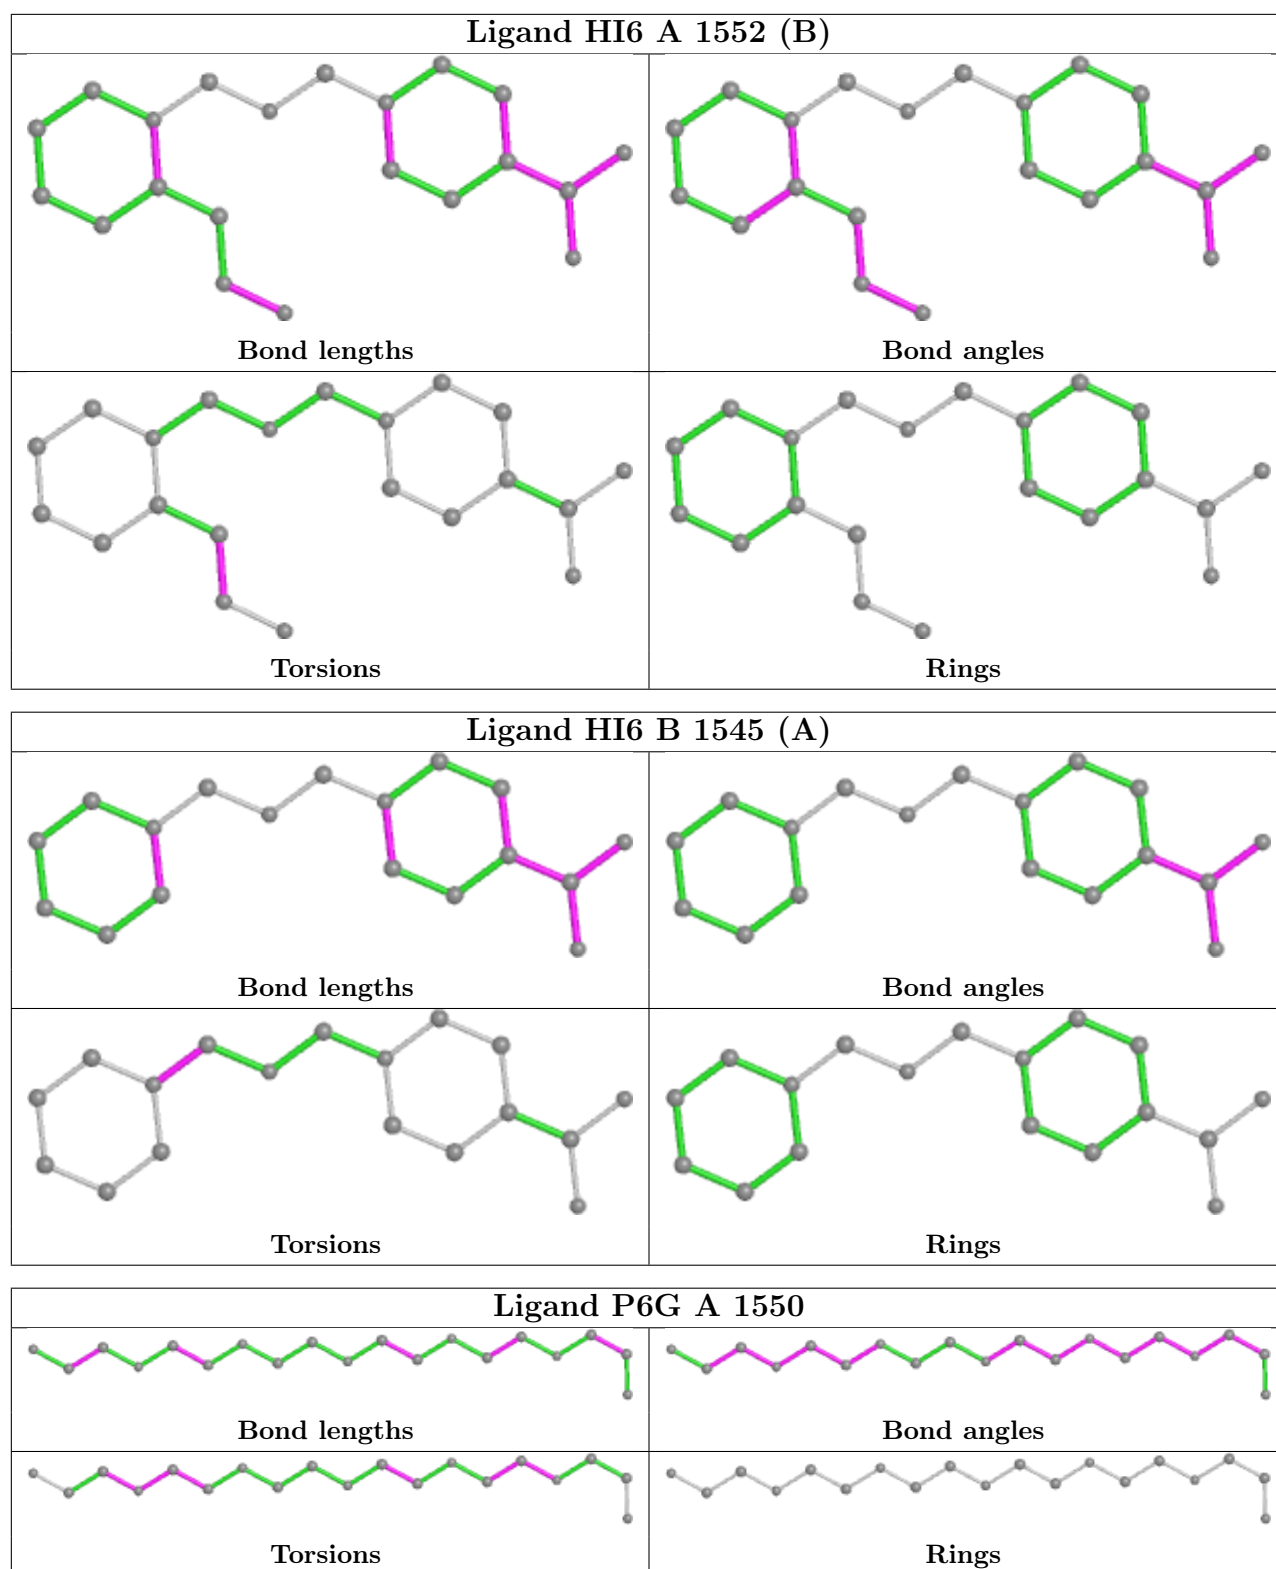 Ligand HI6 A 1552 (B)
Bond lengths
Bond angles
Torsions
Rings
Ligand HI6 B 1545 (A)
Bond lengths
Bond angles
Torsions
Rings
Ligand P6G A 1550
Bond lengths
Bond angles
Torsions
Rings